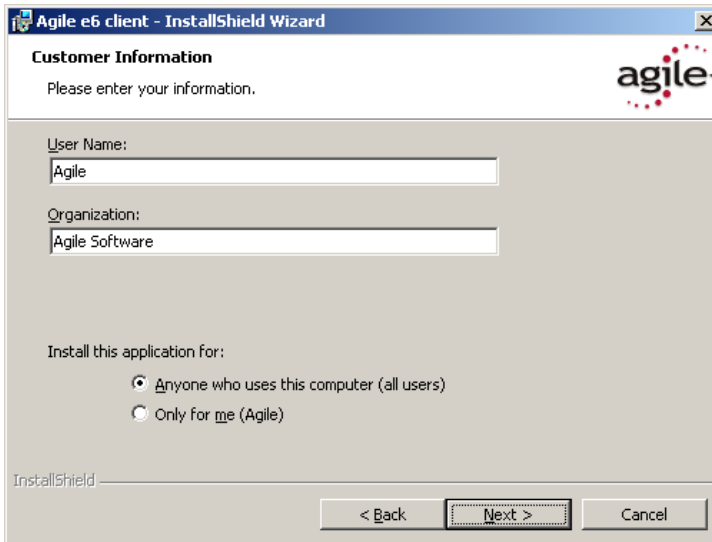 Agile e6 client - InstallShield Wizard
Customer Information
Please enter your information.
agile
User Name:
Agile
Organization:
Agile Software
Install this application for:
Anyone who uses this computer (all users)
Only for me (Agile)
InstallShield
< Back
Next >
Cancel